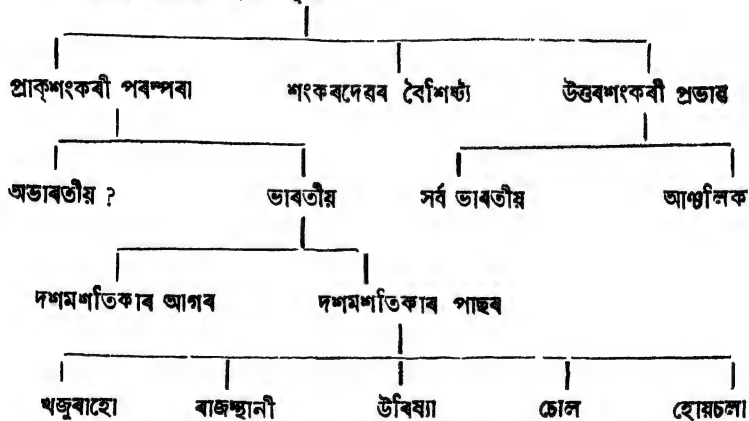 প্ৰাক্‌শংকৰী পৰম্পৰা শংকৰদেৱৰ বৈশিষ্ট্য উত্তৰশংকৰী প্ৰভাৱ
অভাৰতীয় ? ভাৰতীয় সৰ্ব ভাৰতীয় আঞ্চলিক
দশমশতিকাৰ আগৰ দশমশতিকাৰ পাছৰ
খজুৰাহো ৰাজস্থানী উৰিষ্যা চোল হোয়চলা